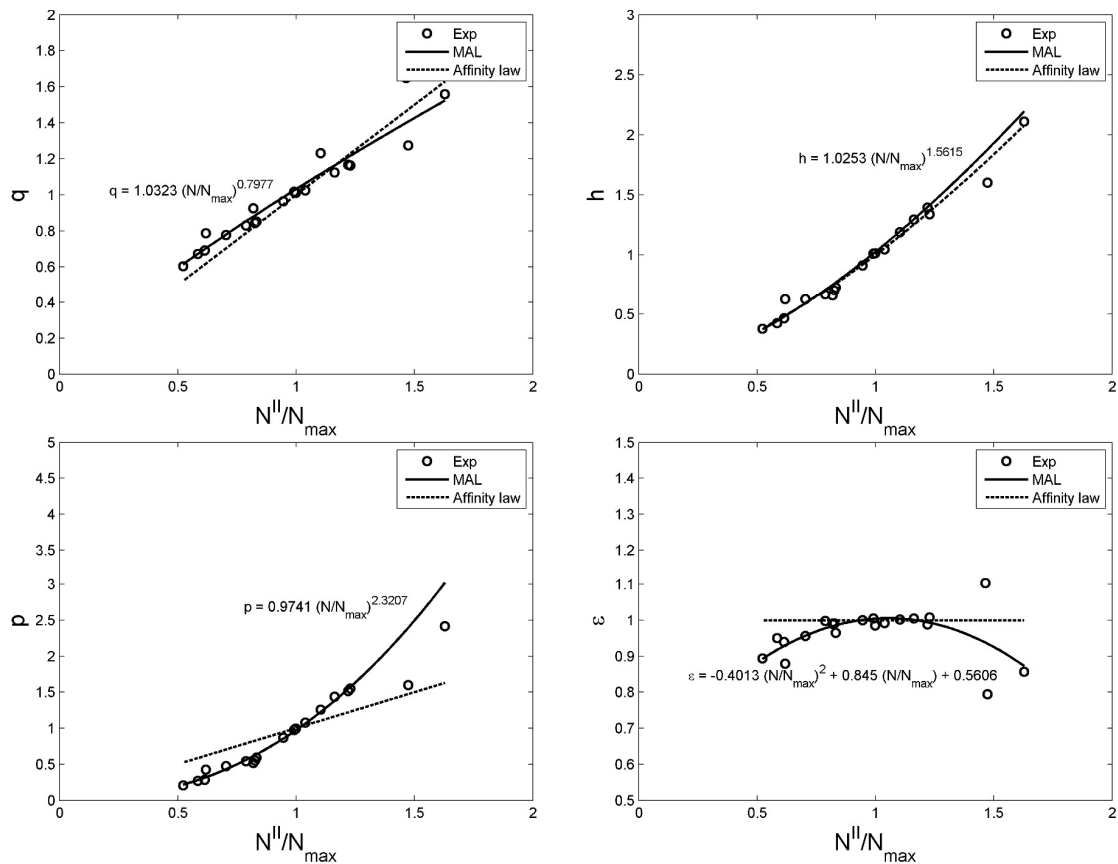 2
1.8
1.6
1.4
1.2
1
0.8
0.6
0.4
0.2
0
q
Exp
MAL
Affinity law
q = 1.0323 (N/N_max)^0.7977
0 0.5 1 1.5 2
N^II/N_max
3
2.5
2
1.5
1
0.5
0
h
Exp
MAL
Affinity law
h = 1.0253 (N/N_max)^1.5615
0 0.5 1 1.5 2
N^II/N_max
5
4.5
4
3.5
3
2.5
2
1.5
1
0.5
0
p
Exp
MAL
Affinity law
p = 0.9741 (N/N_max)^2.3207
0 0.5 1 1.5 2
N^II/N_max
1.5
1.4
1.3
1.2
1.1
1
0.9
0.8
0.7
0.6
0.5
ε
Exp
MAL
Affinity law
ε = -0.4013 (N/N_max)^2 + 0.845 (N/N_max) + 0.5606
0 0.5 1 1.5 2
N^II/N_max